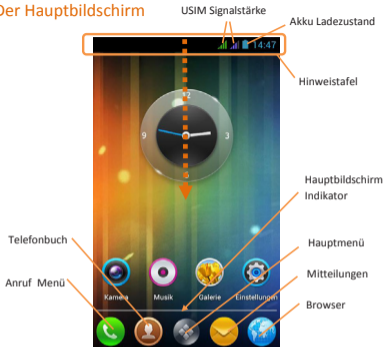 Der Hauptbildschirm
USIM Signalstärke
Akku Ladezustand
14:47
Hinweistafel
12
9
3
Hauptbildschirm
Indikator
Telefonbuch
Hauptmenü
Mitteilungen
Anruf Menü
Kamera
Musik
Galerie
Einstellungen
Browser